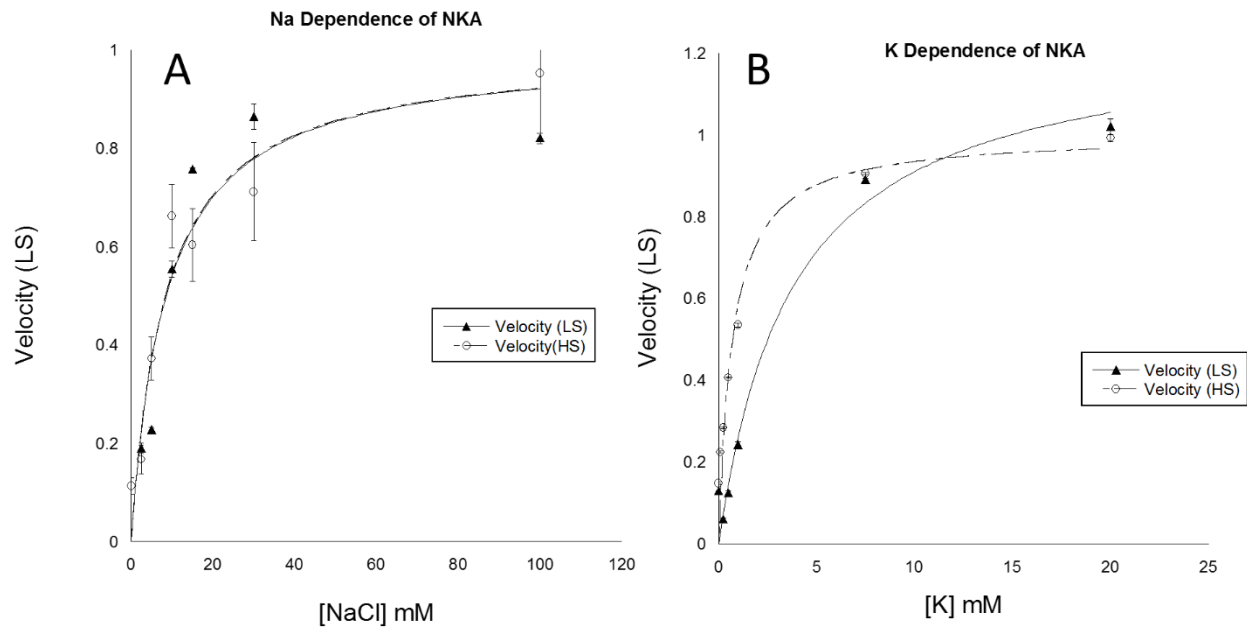 Na Dependence of NKA
A
1
0.8
0.6
0.4
0.2
0
0
20
40
60
80
100
120
Velocity (LS)
[NaCl] mM
Velocity (LS)
Velocity(HS)
K Dependence of NKA
B
1.2
1
0.8
0.6
0.4
0.2
0
0
5
10
15
20
25
Velocity (LS)
[K] mM
Velocity (LS)
Velocity (HS)